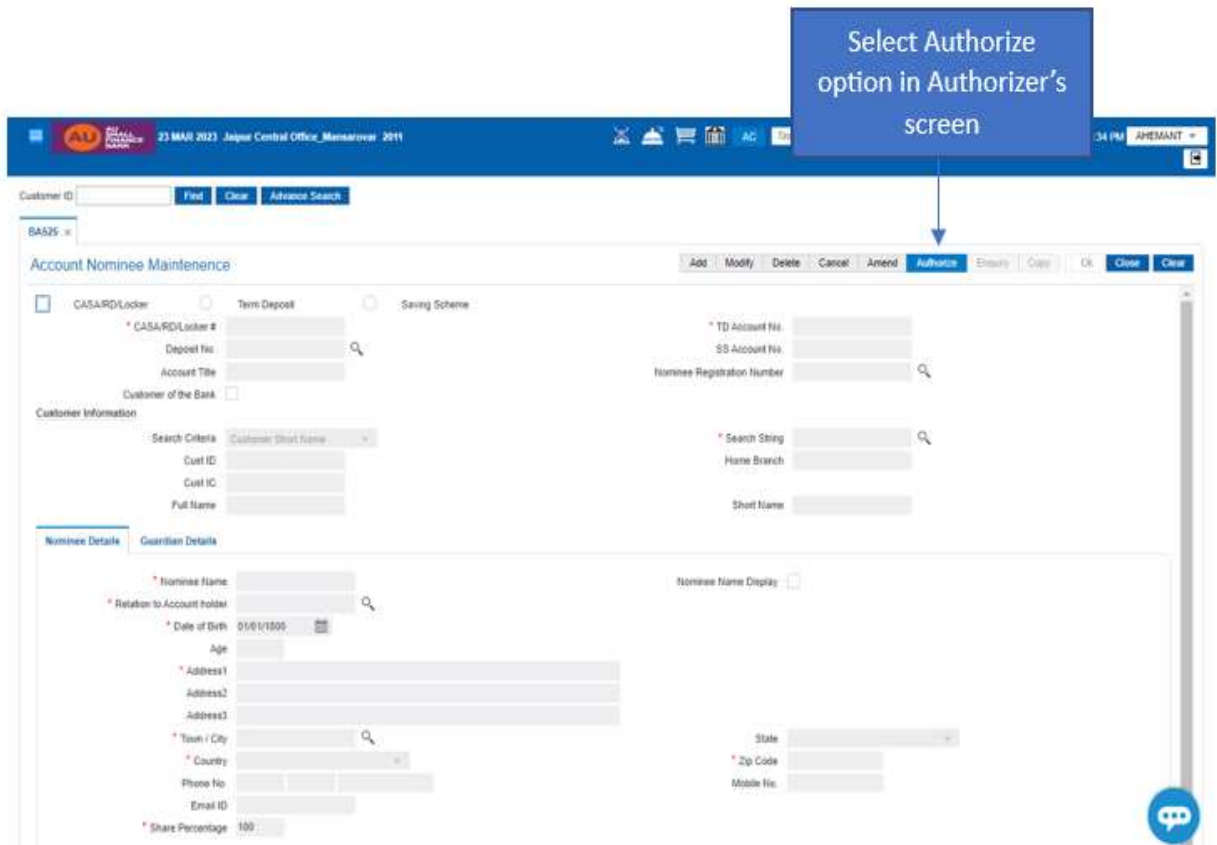 Select Authorize
option in Authorizer's
screen
AU
AU
SMALL
FINANCE
BANK
23 MAR 2023 Jaipur Central Office_Mansarovar 2011
AC
:34 PM AHEMANT
Customer ID Find Clear Advance Search
BA525 ×
Account Nominee Maintenence Add Modify Delete Cancel Amend Authorize Enquiry Copy Ok Close Clear
CASA/RD/Locker Term Deposit Saving Scheme
* CASA/RD/Locker # * TD Account No.
Deposit No. SS Account No.
Account Title Nominee Registration Number
Customer of the Bank
Customer Information
Search Criteria Customer Short Name * Search String
Cust ID Home Branch
Cust IC
Full Name Short Name
Nominee Details Guardian Details
* Nominee Name Nominee Name Display
* Relation to Account holder
* Date of Birth 01/01/1800
Age
* Address1
Address2
Address3
* Town / City State
* Country * Zip Code
Phone No. Mobile No.
Email ID
* Share Percentage 100